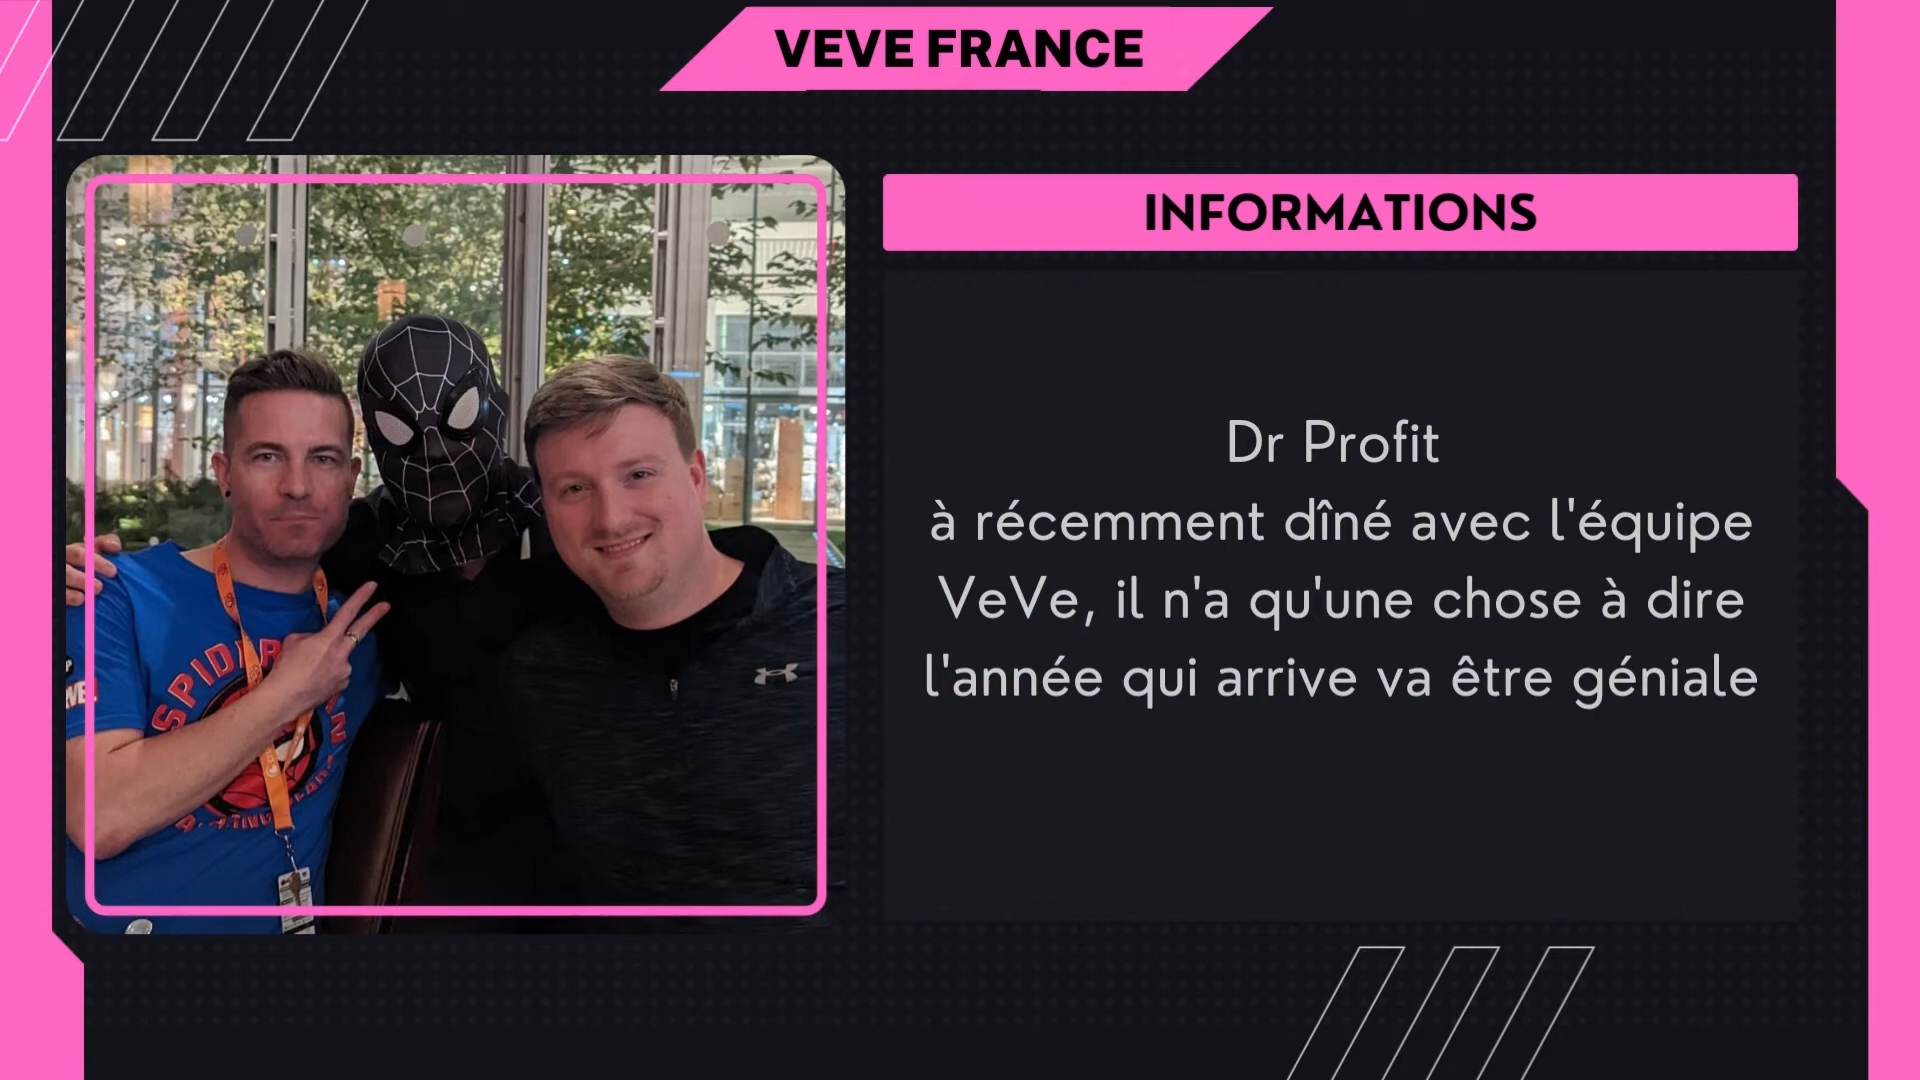 VEVE FRANCE
INFORMATIONS
Dr Profit
à récemment dîné avec l'équipe
VeVe, il n'a qu'une chose à dire
l'année qui arrive va être géniale